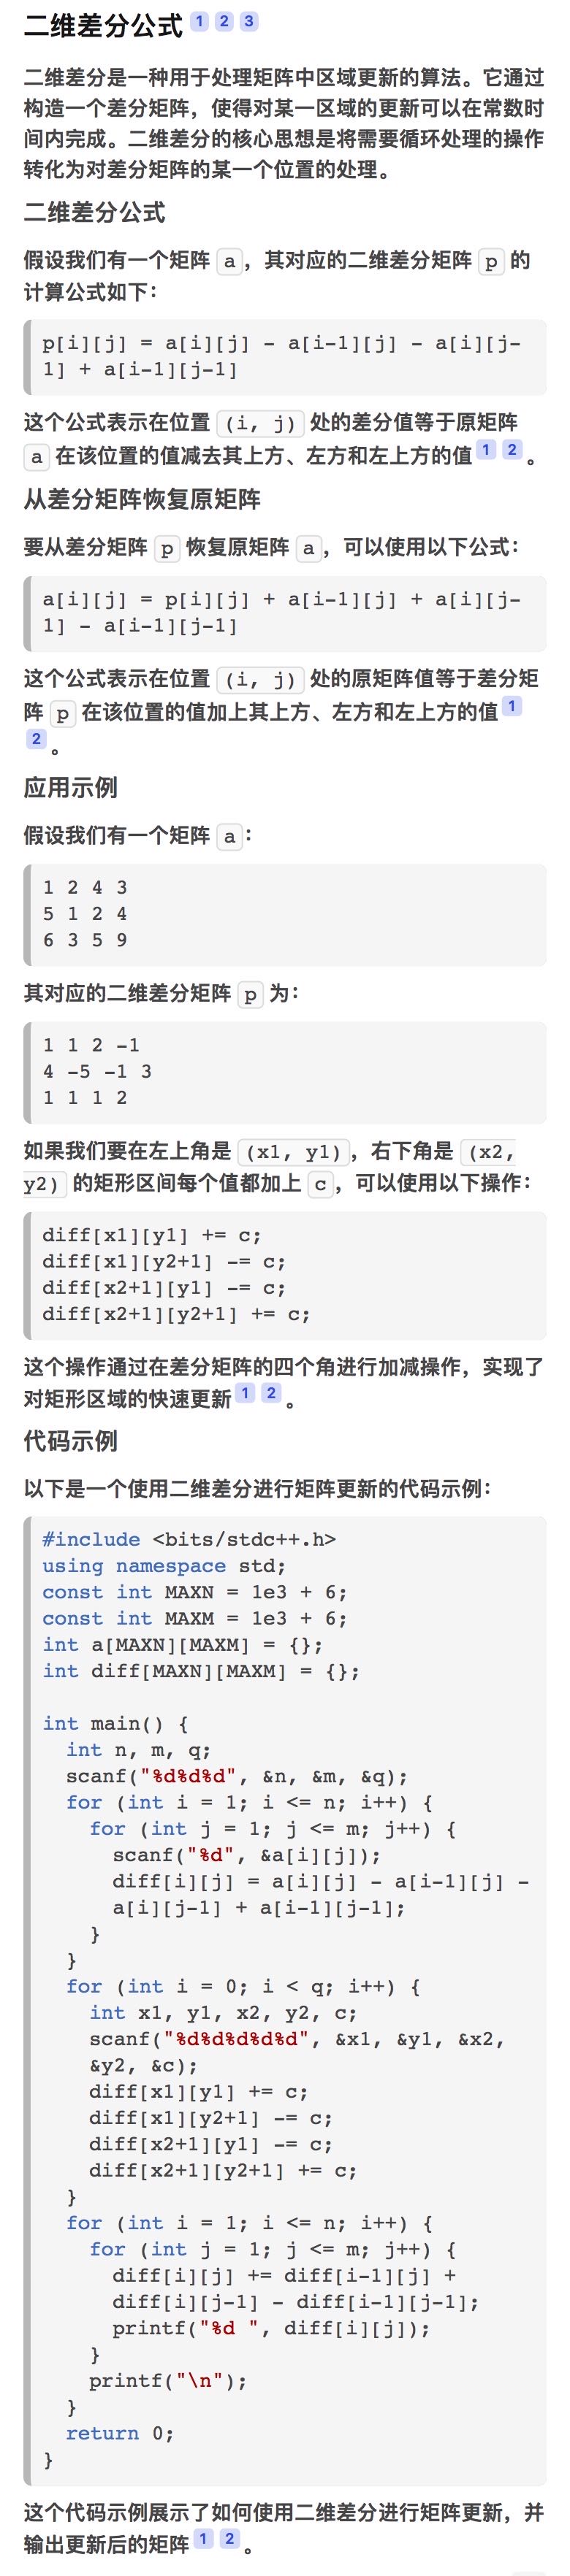 二维差分公式 1 2 3
二维差分是一种用于处理矩阵中区域更新的算法。它通过
构造一个差分矩阵，使得对某一区域的更新可以在常数时
间内完成。二维差分的核心思想是将需要循环处理的操作
转化为对差分矩阵的某一个位置的处理。
二维差分公式
假设我们有一个矩阵 a，其对应的二维差分矩阵 p 的
计算公式如下：
p[i][j] = a[i][j] - a[i-1][j] - a[i][j-
1] + a[i-1][j-1]
这个公式表示在位置 (i, j) 处的差分值等于原矩阵
a 在该位置的值减去其上方、左方和左上方的值 1 2 。
从差分矩阵恢复原矩阵
要从差分矩阵 p 恢复原矩阵 a，可以使用以下公式：
a[i][j] = p[i][j] + a[i-1][j] + a[i][j-
1] - a[i-1][j-1]
这个公式表示在位置 (i, j) 处的原矩阵值等于差分矩
阵 p 在该位置的值加上其上方、左方和左上方的值 1
2 。
应用示例
假设我们有一个矩阵 a：
1 2 4 3
5 1 2 4
6 3 5 9
其对应的二维差分矩阵 p 为：
1 1 2 -1
4 -5 -1 3
1 1 1 2
如果我们要在左上角是 (x1, y1)，右下角是 (x2,
y2) 的矩形区间每个值都加上 c，可以使用以下操作：
diff[x1][y1] += c;
diff[x1][y2+1] -= c;
diff[x2+1][y1] -= c;
diff[x2+1][y2+1] += c;
这个操作通过在差分矩阵的四个角进行加减操作，实现了
对矩形区域的快速更新 1 2 。
代码示例
以下是一个使用二维差分进行矩阵更新的代码示例：
#include <bits/stdc++.h>
using namespace std;
const int MAXN = 1e3 + 6;
const int MAXM = 1e3 + 6;
int a[MAXN][MAXM] = {};
int diff[MAXN][MAXM] = {};
int main() {
int n, m, q;
scanf("%d%d%d", &n, &m, &q);
for (int i = 1; i <= n; i++) {
for (int j = 1; j <= m; j++) {
scanf("%d", &a[i][j]);
diff[i][j] = a[i][j] - a[i-1][j] -
a[i][j-1] + a[i-1][j-1];
}
}
for (int i = 0; i < q; i++) {
int x1, y1, x2, y2, c;
scanf("%d%d%d%d%d", &x1, &y1, &x2,
&y2, &c);
diff[x1][y1] += c;
diff[x1][y2+1] -= c;
diff[x2+1][y1] -= c;
diff[x2+1][y2+1] += c;
}
for (int i = 1; i <= n; i++) {
for (int j = 1; j <= m; j++) {
diff[i][j] += diff[i-1][j] +
diff[i][j-1] - diff[i-1][j-1];
printf("%d ", diff[i][j]);
}
printf("\n");
}
return 0;
}
这个代码示例展示了如何使用二维差分进行矩阵更新，并
输出更新后的矩阵 1 2 。